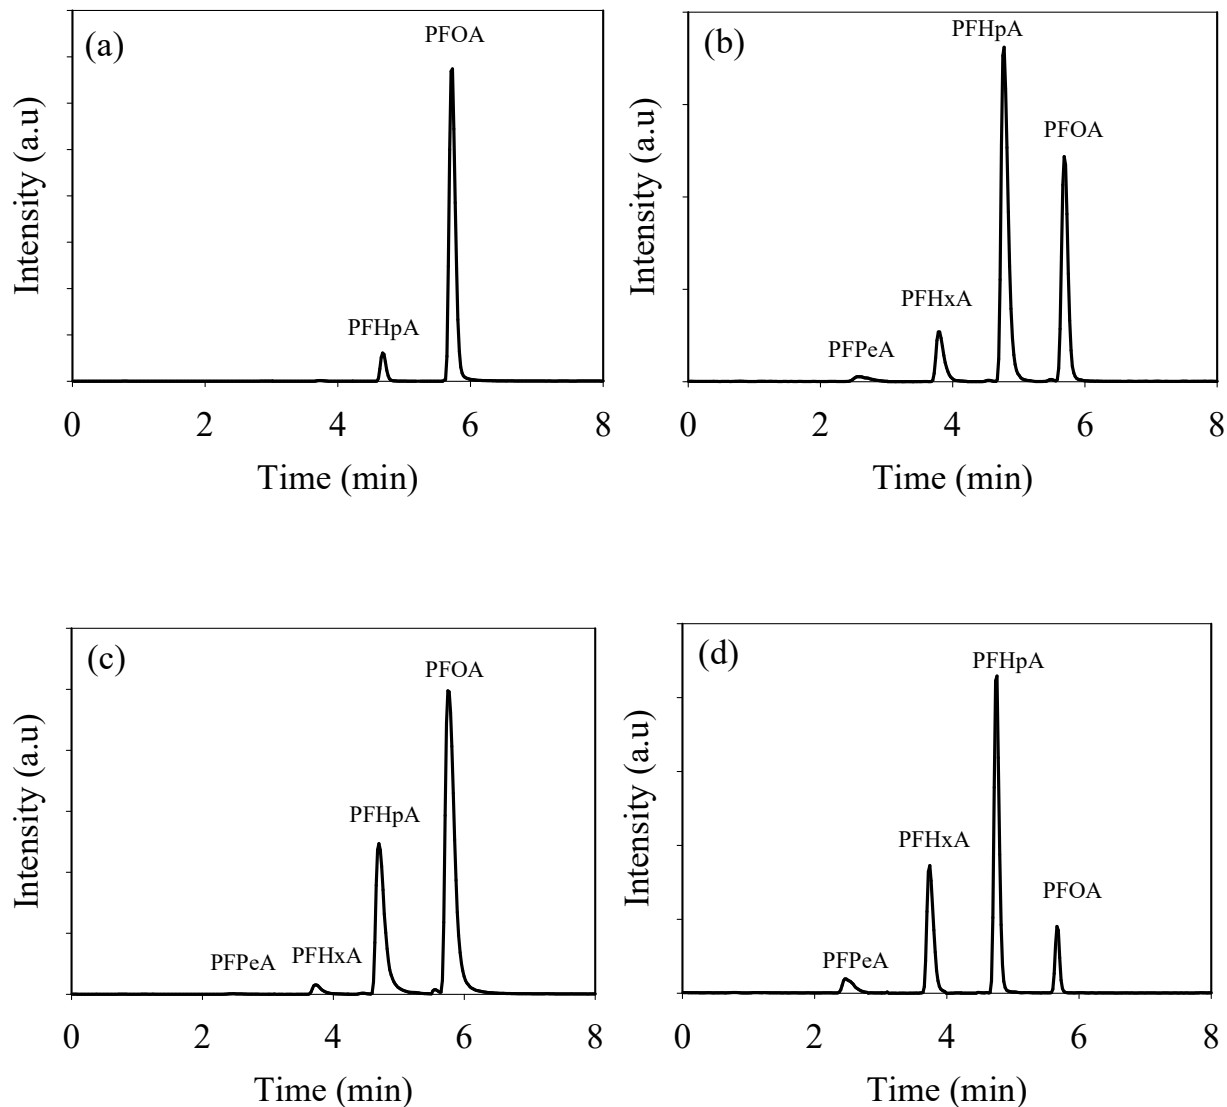 (a)
PFOA
PFHpA
Intensity (a.u)
0 2 4 6 8
Time (min)
(b)
PFHpA
PFOA
PFHxA
PFPeA
Intensity (a.u)
0 2 4 6 8
Time (min)
(c)
PFOA
PFHpA
PFHxA
PFPeA
Intensity (a.u)
0 2 4 6 8
Time (min)
(d)
PFHpA
PFHxA
PFOA
PFPeA
Intensity (a.u)
0 2 4 6 8
Time (min)